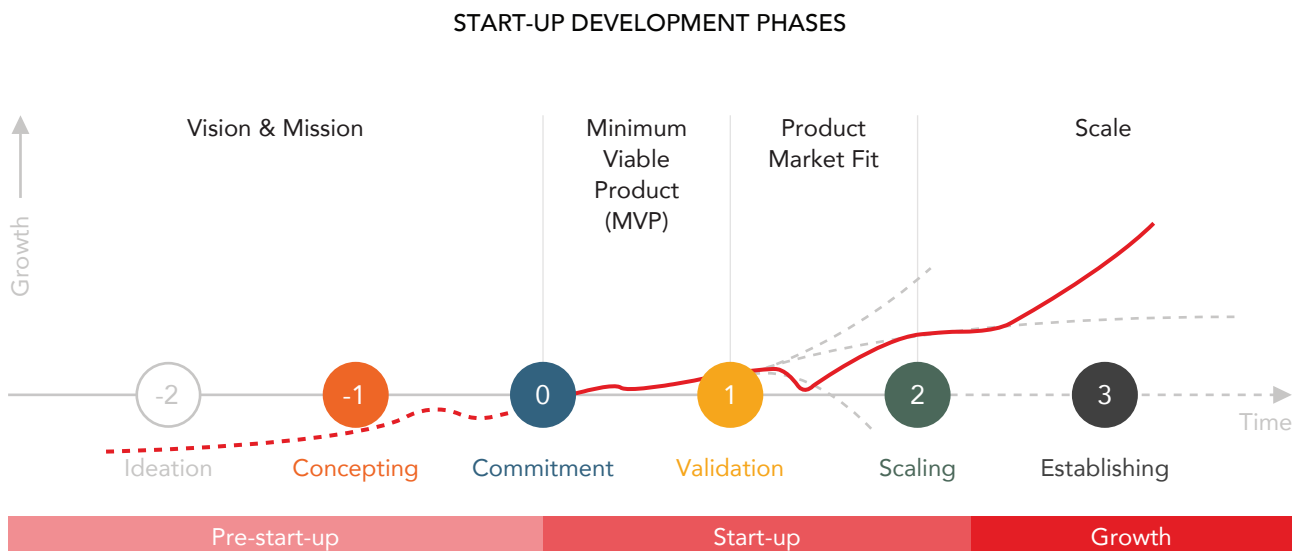 START-UP DEVELOPMENT PHASES
Vision & Mission
Minimum
Viable
Product
(MVP)
Product
Market Fit
Scale
Growth
-2
-1
0
1
2
3
Time
Ideation
Concepting
Commitment
Validation
Scaling
Establishing
Pre-start-up
Start-up
Growth